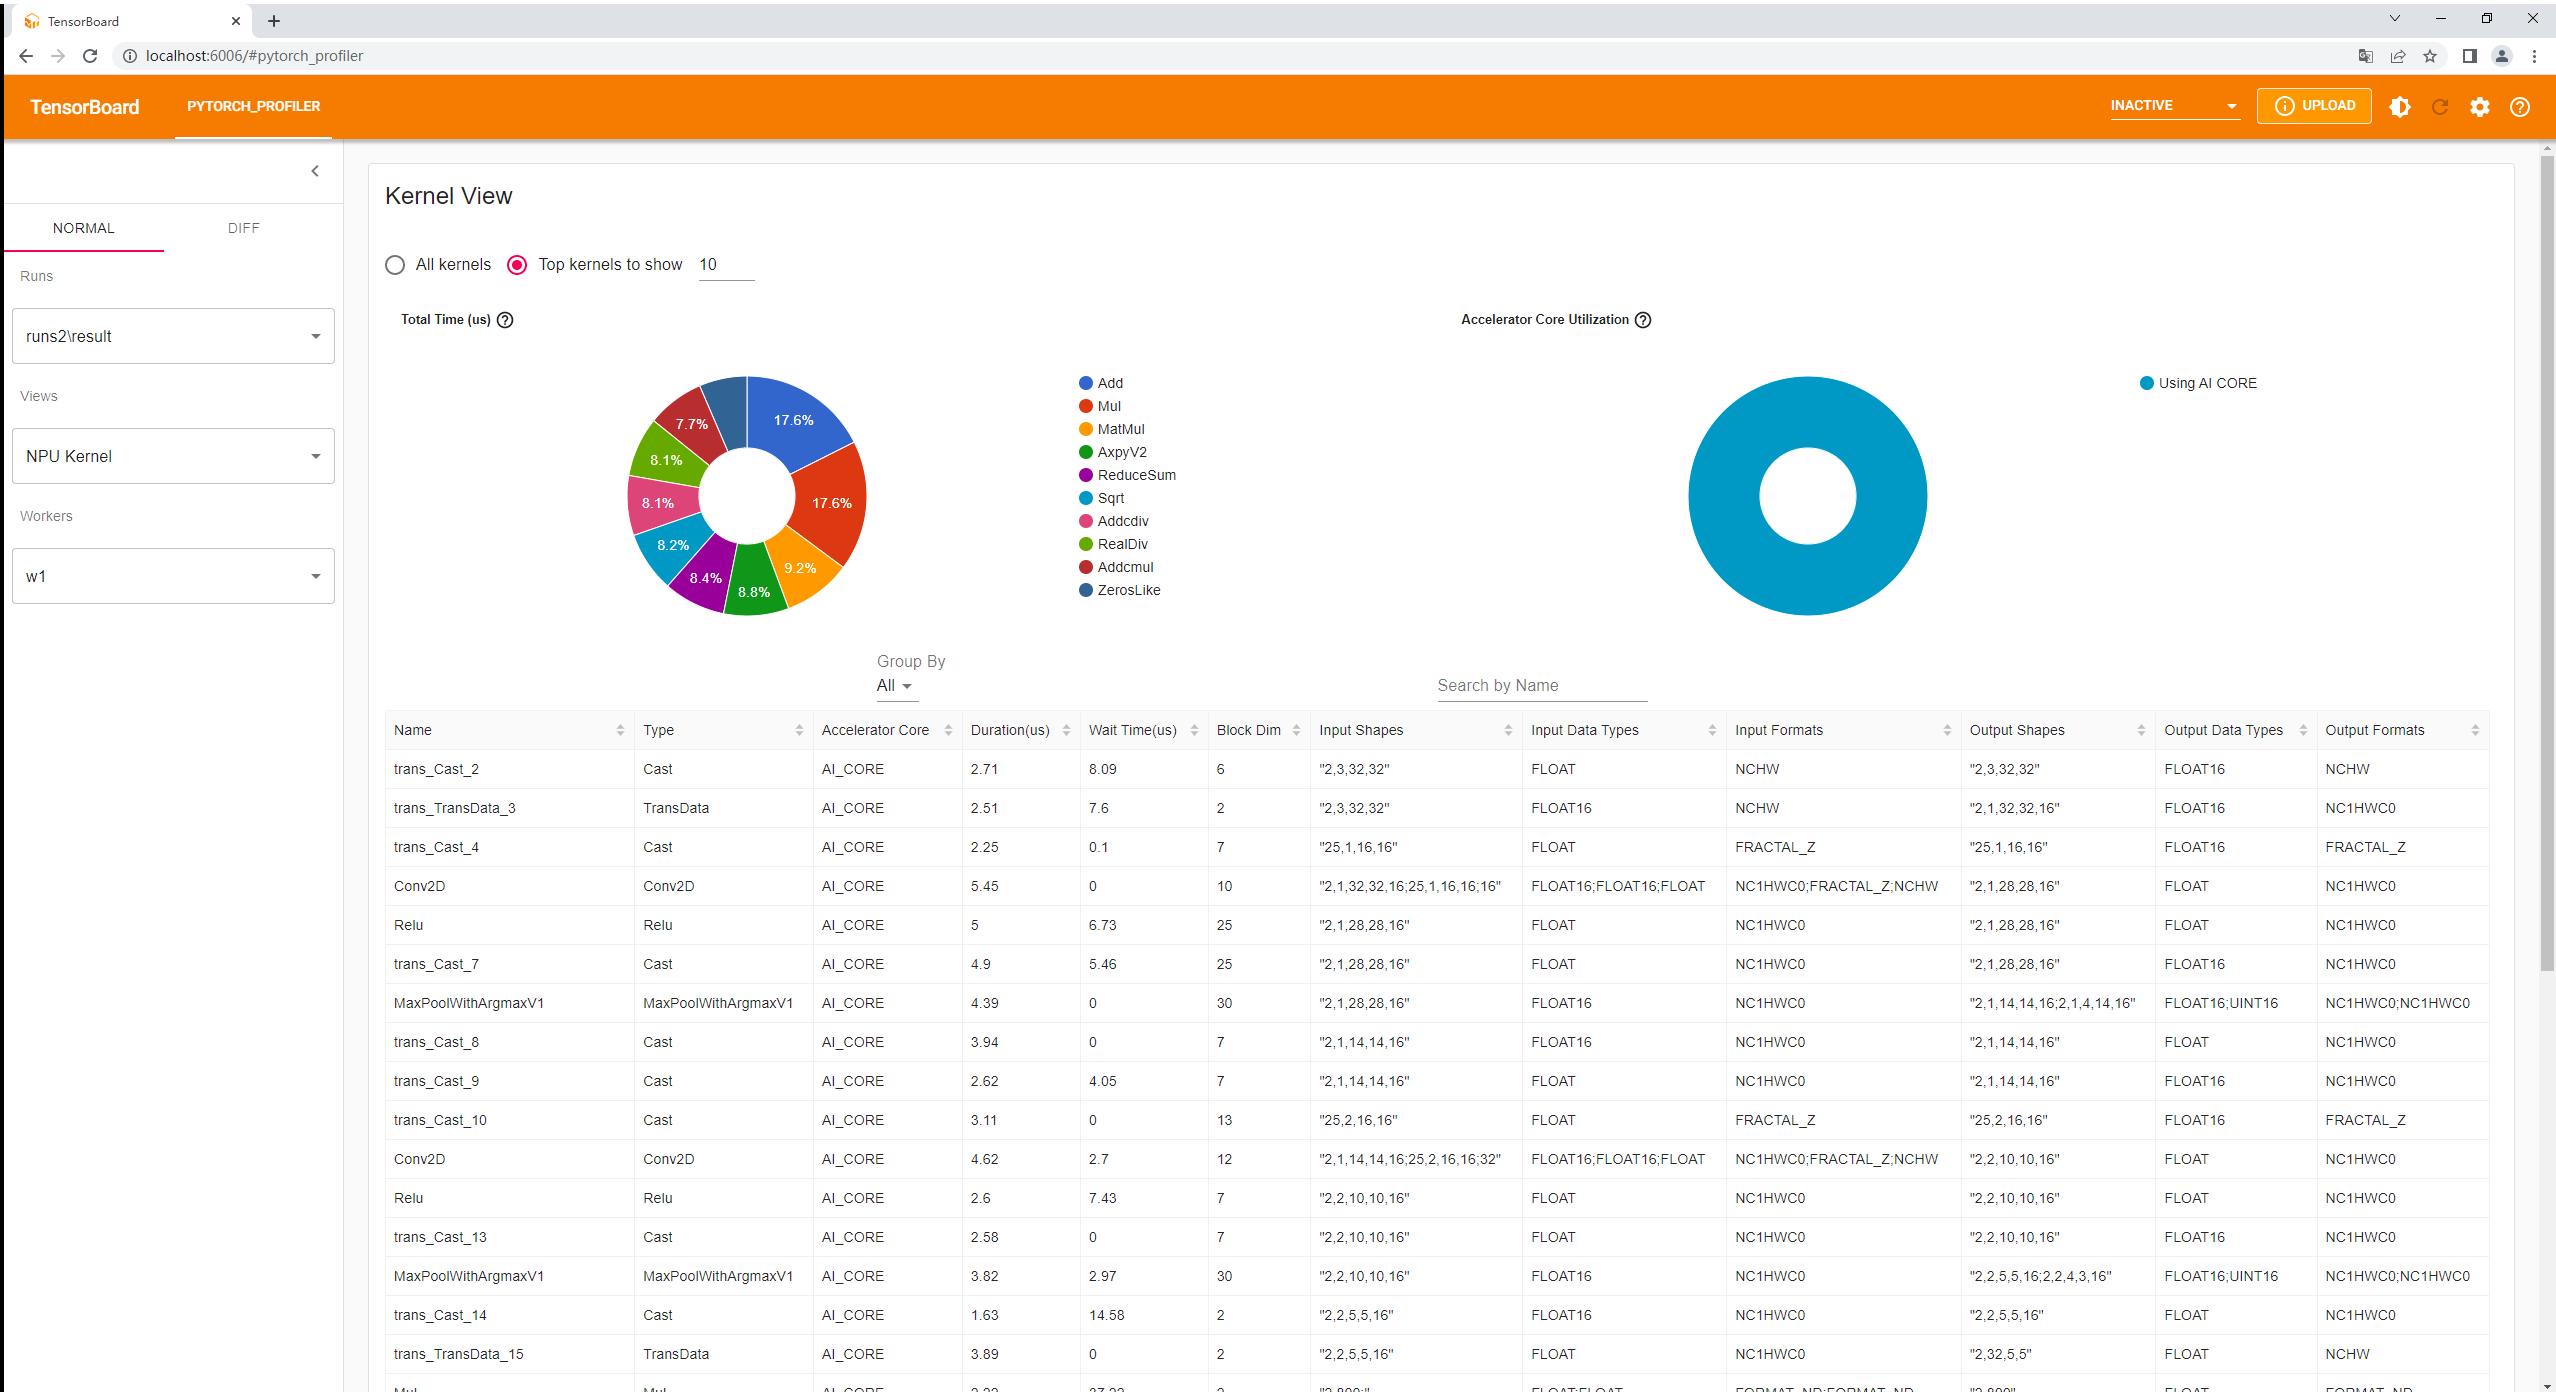 TensorBoard
localhost:6006/#pytorch_profiler
TensorBoard PYTORCH_PROFILER INACTIVE UPLOAD
NORMAL DIFF
Runs
runs2\result
Views
NPU Kernel
Workers
w1
Kernel View
All kernels Top kernels to show 10
Total Time (us)
17.6%
17.6%
9.2%
8.8%
8.4%
8.2%
8.1%
8.1%
7.7%
Add
Mul
MatMul
AxpyV2
ReduceSum
Sqrt
Addcdiv
RealDiv
Addcmul
ZerosLike
Accelerator Core Utilization
Using AI CORE
Group By
All
Search by Name
Name Type Accelerator Core Duration(us) Wait Time(us) Block Dim Input Shapes Input Data Types Input Formats Output Shapes Output Data Types Output Formats
trans_Cast_2 Cast AI_CORE 2.71 8.09 6 "2,3,32,32" FLOAT NCHW "2,3,32,32" FLOAT16 NCHW
trans_TransData_3 TransData AI_CORE 2.51 7.6 2 "2,3,32,32" FLOAT16 NCHW "2,1,32,32,16" FLOAT16 NC1HWC0
trans_Cast_4 Cast AI_CORE 2.25 0.1 7 "25,1,16,16" FLOAT FRACTAL_Z "25,1,16,16" FLOAT16 FRACTAL_Z
Conv2D Conv2D AI_CORE 5.45 0 10 "2,1,32,32,16;25,1,16,16;16" FLOAT16;FLOAT16;FLOAT NC1HWC0;FRACTAL_Z;NCHW "2,1,28,28,16" FLOAT NC1HWC0
Relu Relu AI_CORE 5 6.73 25 "2,1,28,28,16" FLOAT NC1HWC0 "2,1,28,28,16" FLOAT NC1HWC0
trans_Cast_7 Cast AI_CORE 4.9 5.46 25 "2,1,28,28,16" FLOAT NC1HWC0 "2,1,28,28,16" FLOAT16 NC1HWC0
MaxPoolWithArgmaxV1 MaxPoolWithArgmaxV1 AI_CORE 4.39 0 30 "2,1,28,28,16" FLOAT16 NC1HWC0 "2,1,14,14,16;2,1,4,14,16" FLOAT16;UINT16 NC1HWC0;NC1HWC0
trans_Cast_8 Cast AI_CORE 3.94 0 7 "2,1,14,14,16" FLOAT16 NC1HWC0 "2,1,14,14,16" FLOAT NC1HWC0
trans_Cast_9 Cast AI_CORE 2.62 4.05 7 "2,1,14,14,16" FLOAT NC1HWC0 "2,1,14,14,16" FLOAT16 NC1HWC0
trans_Cast_10 Cast AI_CORE 3.11 0 13 "25,2,16,16" FLOAT FRACTAL_Z "25,2,16,16" FLOAT16 FRACTAL_Z
Conv2D Conv2D AI_CORE 4.62 2.7 12 "2,1,14,14,16;25,2,16,16;32" FLOAT16;FLOAT16;FLOAT NC1HWC0;FRACTAL_Z;NCHW "2,2,10,10,16" FLOAT NC1HWC0
Relu Relu AI_CORE 2.6 7.43 7 "2,2,10,10,16" FLOAT NC1HWC0 "2,2,10,10,16" FLOAT NC1HWC0
trans_Cast_13 Cast AI_CORE 2.58 0 7 "2,2,10,10,16" FLOAT NC1HWC0 "2,2,10,10,16" FLOAT16 NC1HWC0
MaxPoolWithArgmaxV1 MaxPoolWithArgmaxV1 AI_CORE 3.82 2.97 30 "2,2,10,10,16" FLOAT16 NC1HWC0 "2,2,5,5,16;2,2,4,3,16" FLOAT16;UINT16 NC1HWC0;NC1HWC0
trans_Cast_14 Cast AI_CORE 1.63 14.58 2 "2,2,5,5,16" FLOAT16 NC1HWC0 "2,2,5,5,16" FLOAT NC1HWC0
trans_TransData_15 TransData AI_CORE 3.89 0 2 "2,2,5,5,16" FLOAT NC1HWC0 "2,32,5,5" FLOAT NCHW